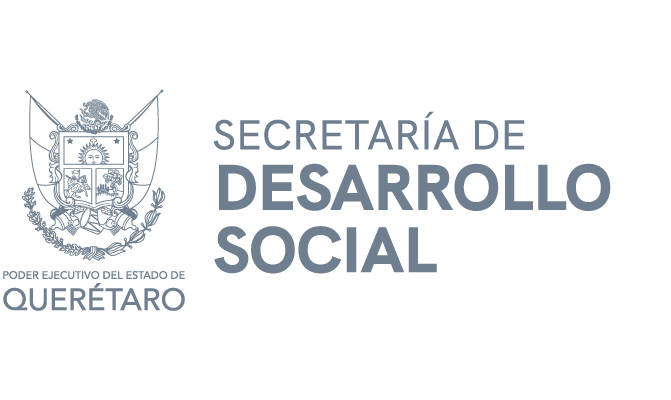 PODER EJECUTIVO DEL ESTADO DE
QUERÉTARO
SECRETARÍA DE
DESARROLLO
SOCIAL